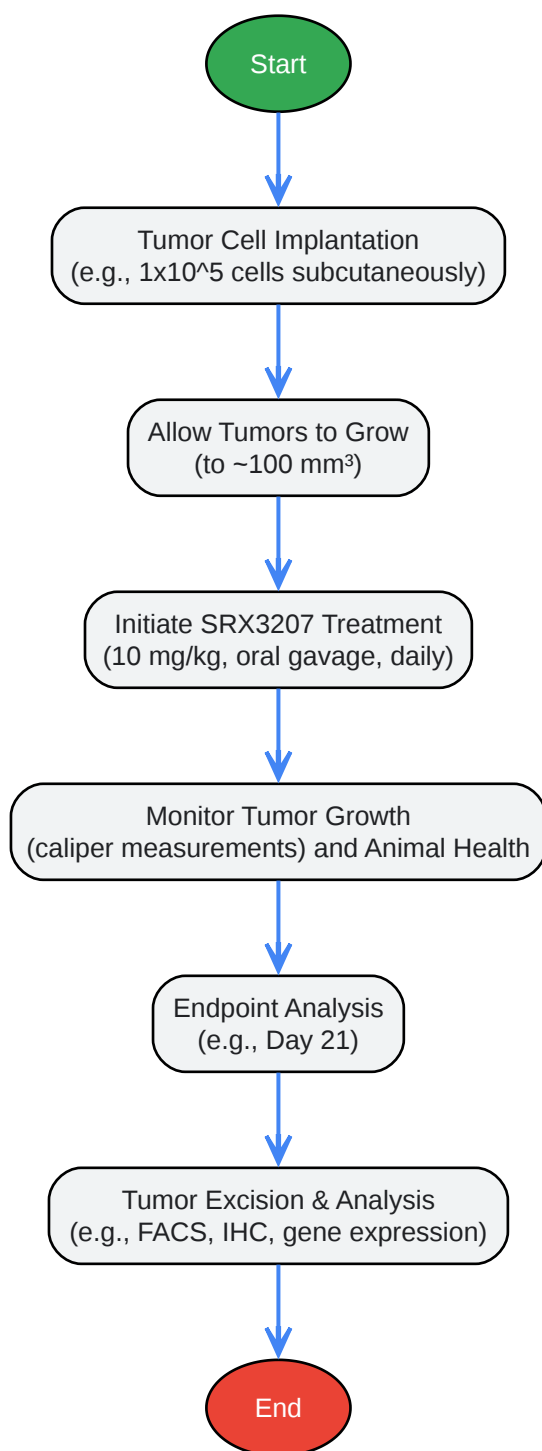 Start
Tumor Cell Implantation
(e.g., 1x10^5 cells subcutaneously)
Allow Tumors to Grow
(to ~100 mm³)
Initiate SRX3207 Treatment
(10 mg/kg, oral gavage, daily)
Monitor Tumor Growth
(caliper measurements) and Animal Health
Endpoint Analysis
(e.g., Day 21)
Tumor Excision & Analysis
(e.g., FACS, IHC, gene expression)
End